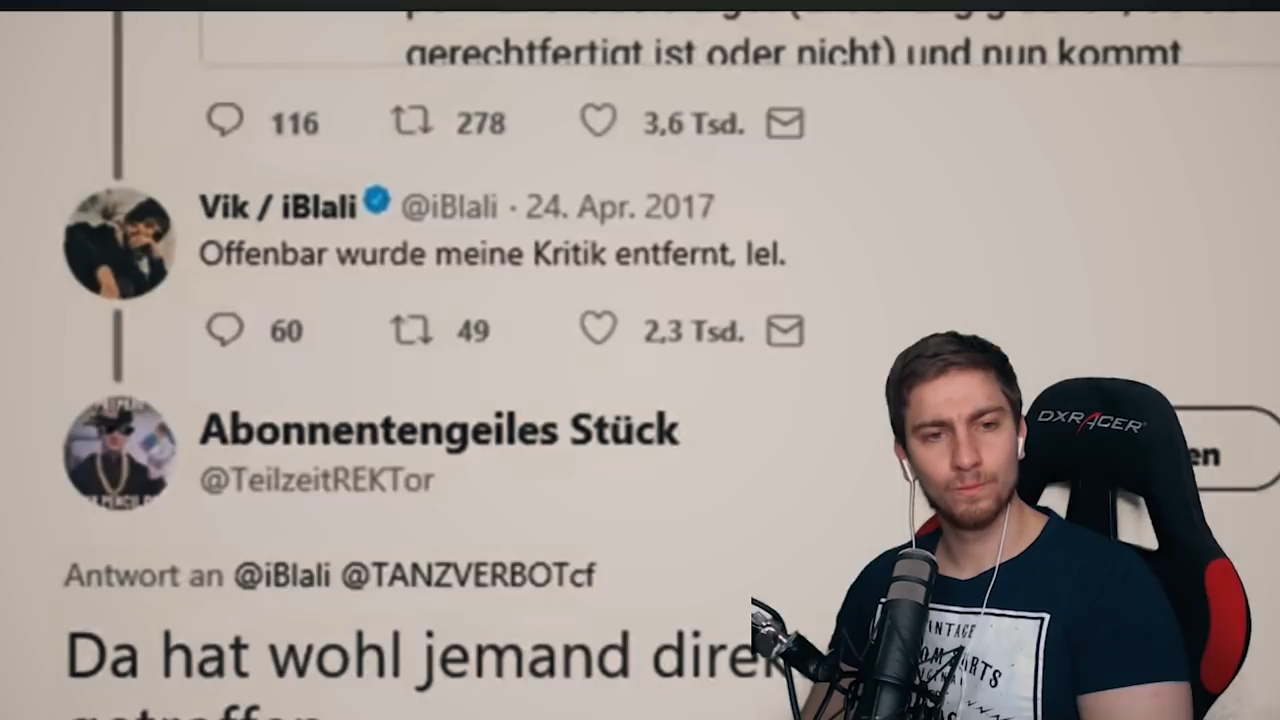 gerechtfertigt ist oder nicht) und nun kommt
116 278 3,6 Tsd.
Vik / iBlali @iBlali · 24. Apr. 2017
Offenbar wurde meine Kritik entfernt, lel.
60 49 2,3 Tsd.
Abonnentengeiles Stück
@TeilzeitREKTor
Antwort an @iBlali @TANZVERBOTcf
Da hat wohl jemand
DXRACER